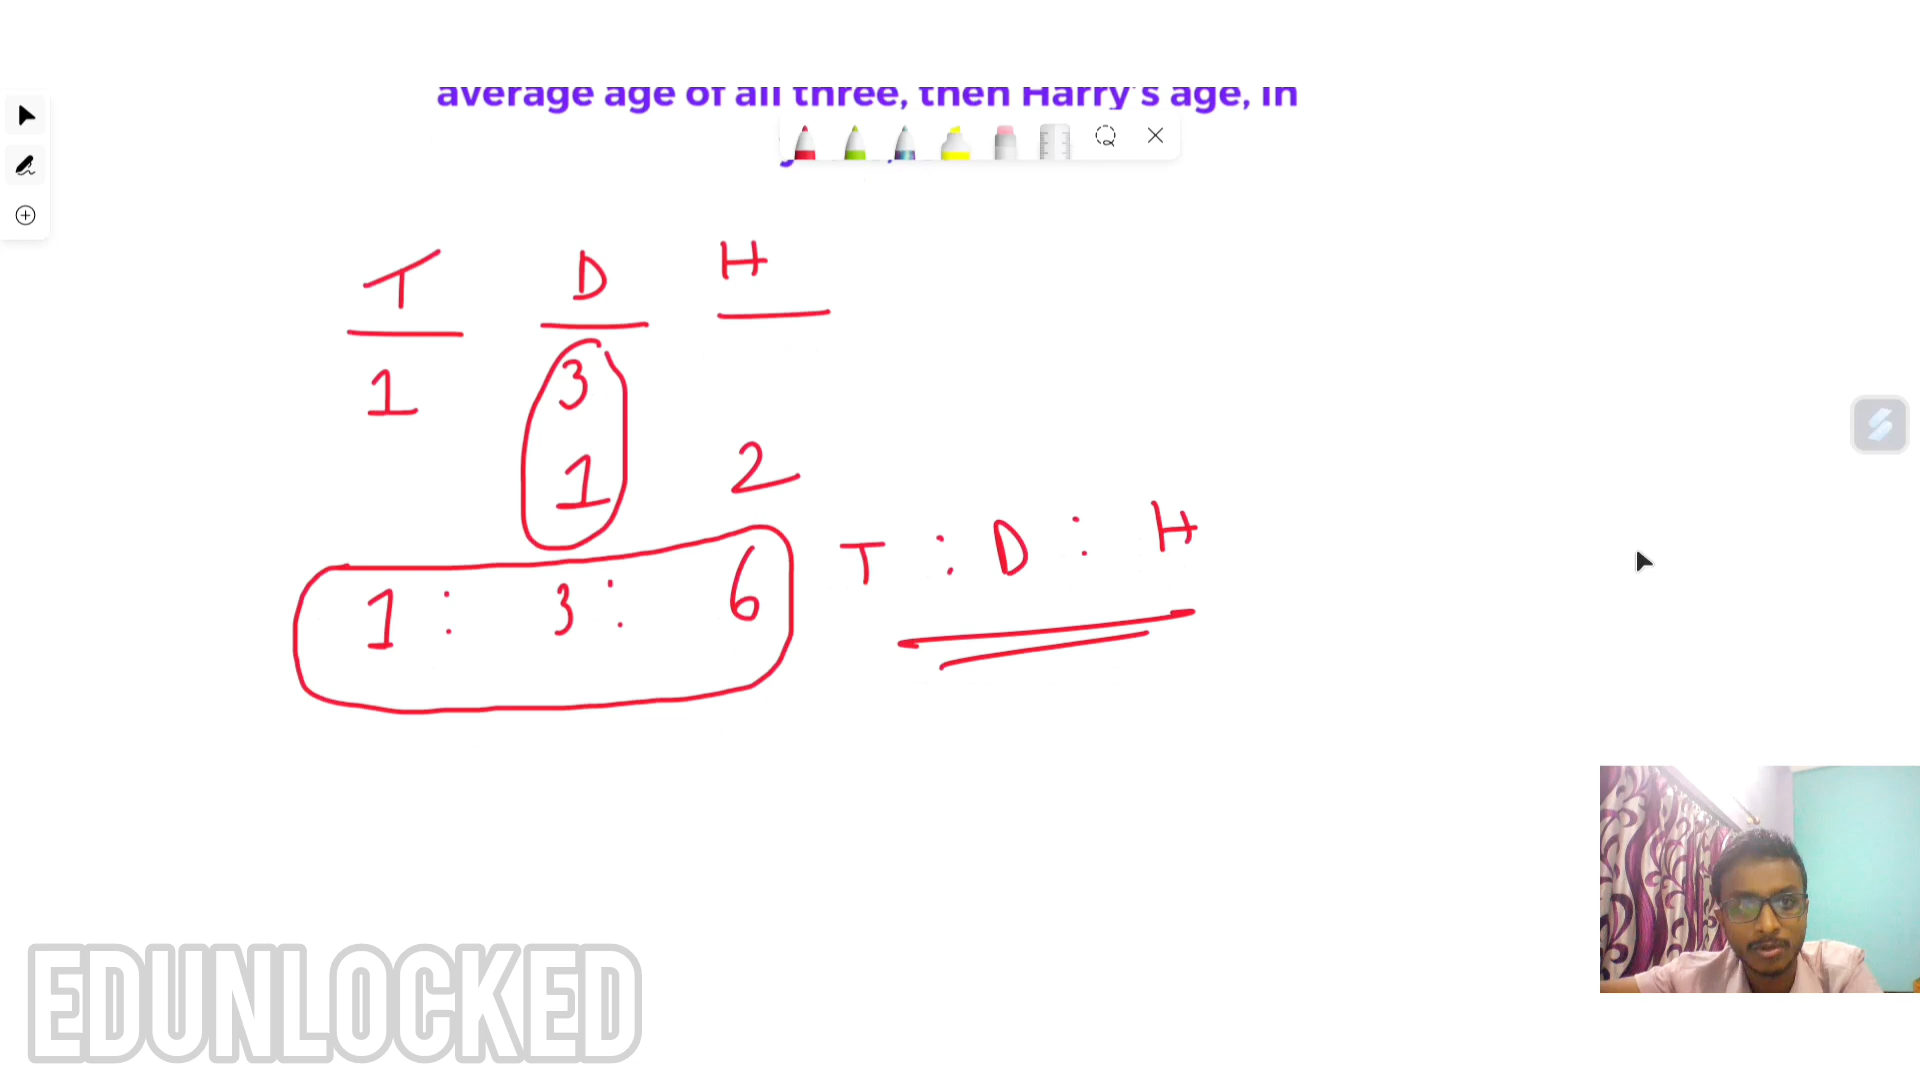 average age of all three, then Harry's age, in
T D H
1 3
1 2
1 : 3 : 6
T : D : H
EDUNLOCKED